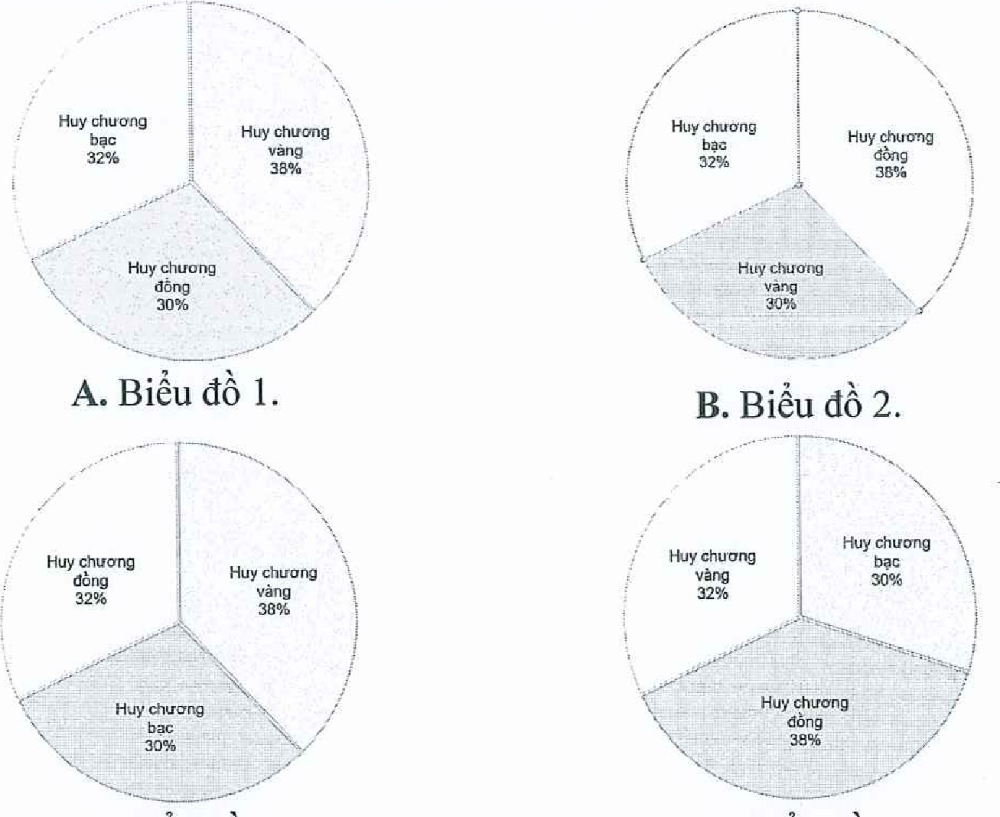 Huy chương
bạc
32%
Huy chương
vàng
38%
Huy chương
đồng
30%
A. Biểu đồ 1.
Huy chương
bạc
32%
Huy chương
đồng
38%
Huy chương
vàng
30%
B. Biểu đồ 2.
Huy chương
đồng
32%
Huy chương
vàng
38%
Huy chương
bạc
30%
Huy chương
vàng
32%
Huy chương
bạc
30%
Huy chương
đồng
38%